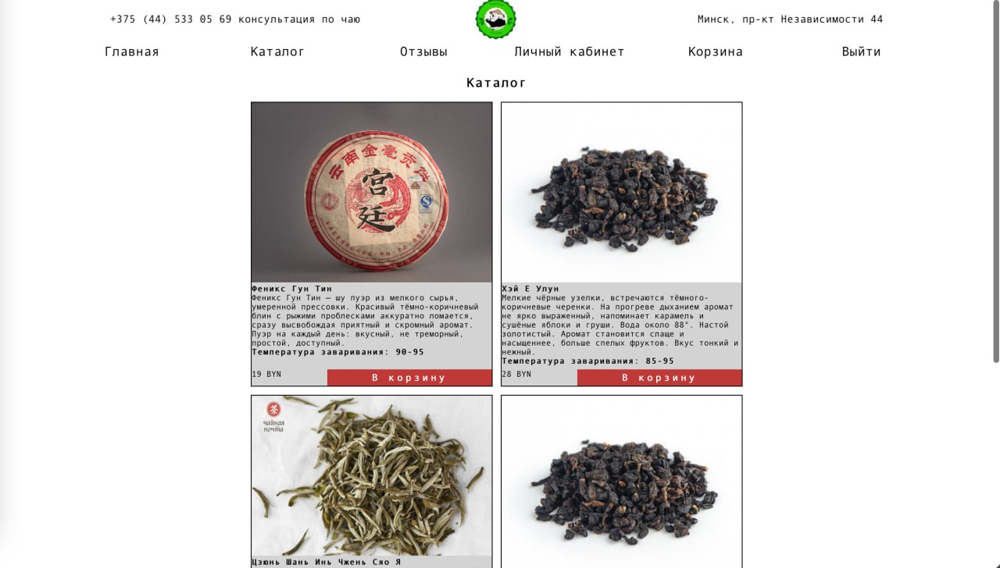 +375 (44) 533 05 69 консультация по чаю
Минск, пр-кт Независимости 44
Главная
Каталог
Отзывы
Личный кабинет
Корзина
Выйти
Каталог
云南金毫贡饼
宫
廷
Феникс Гун Тин
Феникс Гун Тин – шу пуэр из мелкого сырья,
умеренной прессовки. Красивый тёмно-коричневый
блин с рыжими проблесками аккуратно ломается,
сразу высвобождая приятный и скромный аромат.
Пуэр на каждый день: вкусный, не треморный,
простой, доступный.
Температура заваривания: 90-95
19 BYN
В корзину
Хэй Е Улун
Мелкие чёрные узелки, встречаются тёмного-
коричневые черенки. На прогреве дыханием аромат
не ярко выраженный, напоминает карамель и
сушёные яблоки и груши. Вода около 88°. Настой
золотистый. Аромат становится слаще и
насыщеннее, больше спелых фруктов. Вкус тонкий и
нежный.
Температура заваривания: 85-95
28 BYN
В корзину
茶
чайная
почта
Цзюнь Шань Инь Чжень Сяо Я